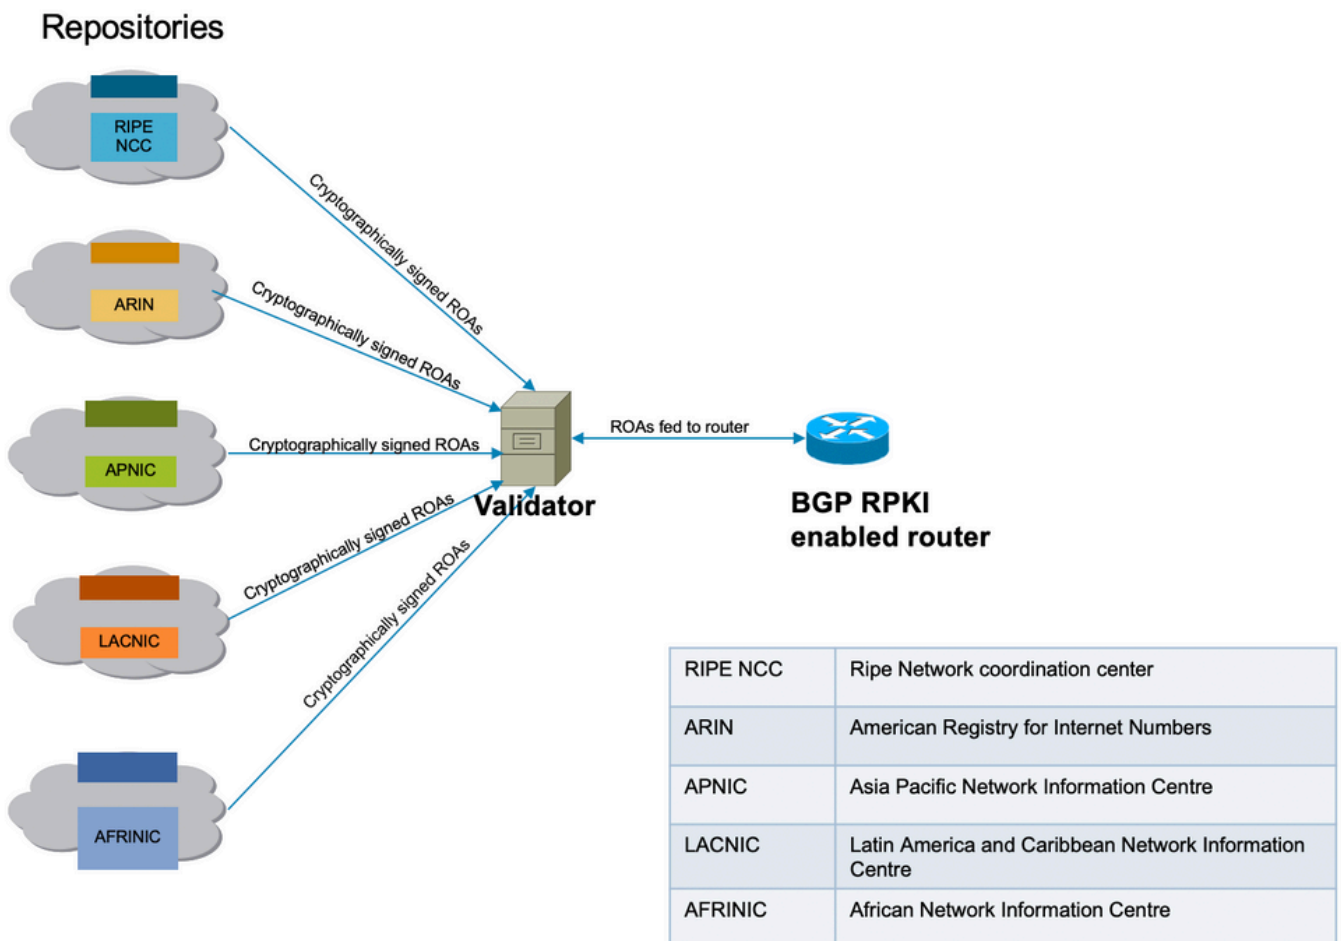 Repositories
RIPE
NCC
Cryptographically signed ROAs
ARIN
Cryptographically signed ROAs
APNIC
Cryptographically signed ROAs
LACNIC
Cryptographically signed ROAs
AFRINIC
Cryptographically signed ROAs
Validator
ROAs fed to router
BGP RPKI
enabled router
RIPE NCC
Ripe Network coordination center
ARIN
American Registry for Internet Numbers
APNIC
Asia Pacific Network Information Centre
LACNIC
Latin America and Caribbean Network Information
Centre
AFRINIC
African Network Information Centre